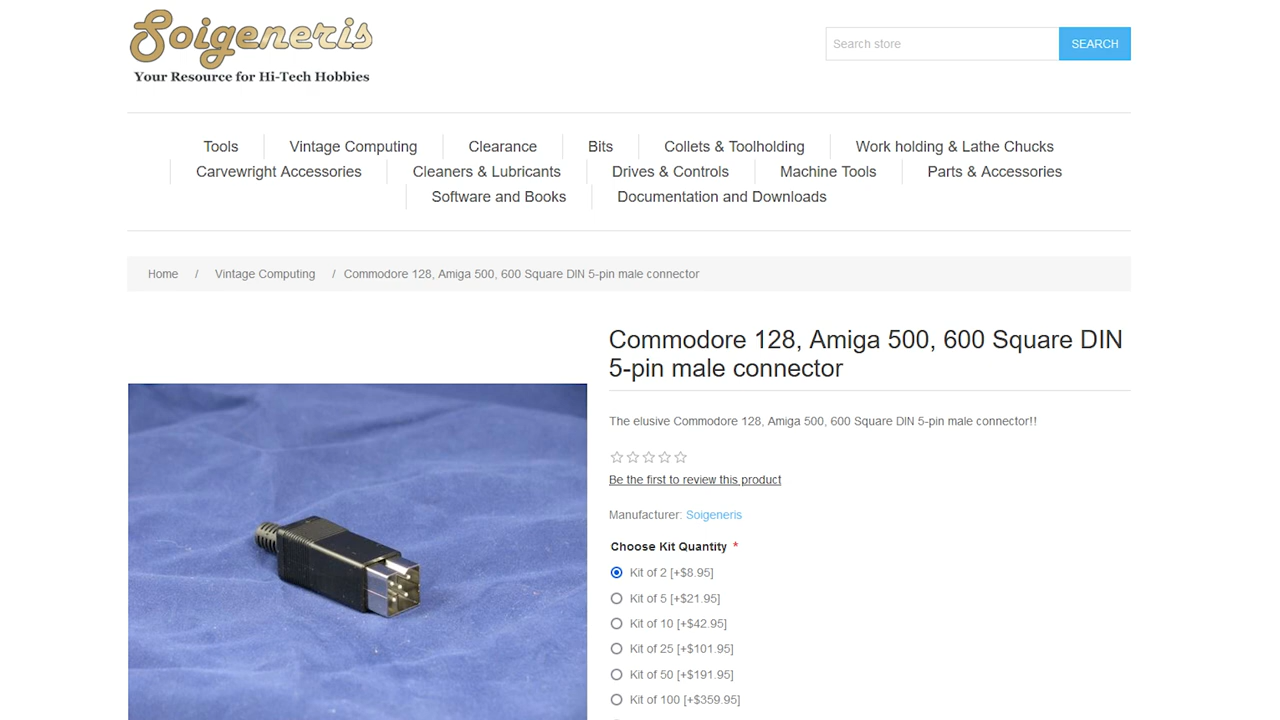 Soigeneris
Your Resource for Hi-Tech Hobbies
Search store
SEARCH
Tools
Vintage Computing
Clearance
Bits
Collets & Toolholding
Work holding & Lathe Chucks
Carvewright Accessories
Cleaners & Lubricants
Drives & Controls
Machine Tools
Parts & Accessories
Software and Books
Documentation and Downloads
Home / Vintage Computing / Commodore 128, Amiga 500, 600 Square DIN 5-pin male connector
Commodore 128, Amiga 500, 600 Square DIN
5-pin male connector
The elusive Commodore 128, Amiga 500, 600 Square DIN 5-pin male connector!!
Be the first to review this product
Manufacturer: Soigeneris
Choose Kit Quantity *
Kit of 2 [+$8.95]
Kit of 5 [+$21.95]
Kit of 10 [+$42.95]
Kit of 25 [+$101.95]
Kit of 50 [+$191.95]
Kit of 100 [+$359.95]